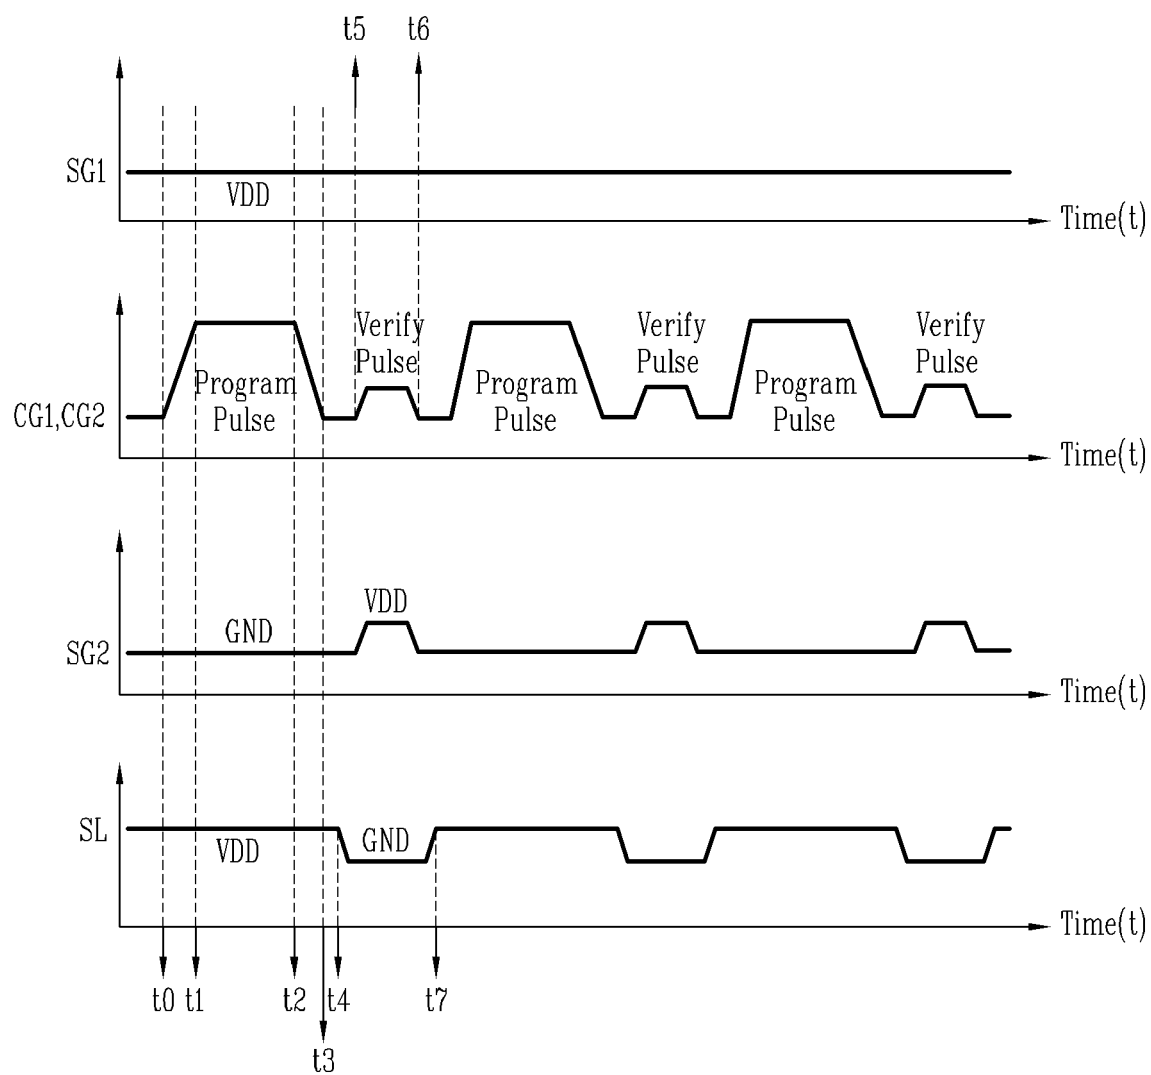 t5 t6
SG1
VDD
Time(t)
Verify
Pulse
Verify
Pulse
Verify
Pulse
Program
Pulse
Program
Pulse
Program
Pulse
CG1,CG2
Time(t)
VDD
GND
SG2
Time(t)
SL
VDD
GND
Time(t)
t0 t1 t2 t4 t7
t3